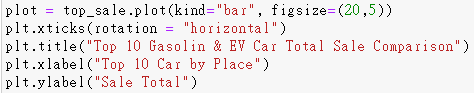 plot = top_sale.plot(kind="bar", figsize=(20,5))
plt.xticks(rotation = "horizontal")
plt.title("Top 10 Gasolin & EV Car Total Sale Comparison")
plt.xlabel("Top 10 Car by Place")
plt.ylabel("Sale Total")